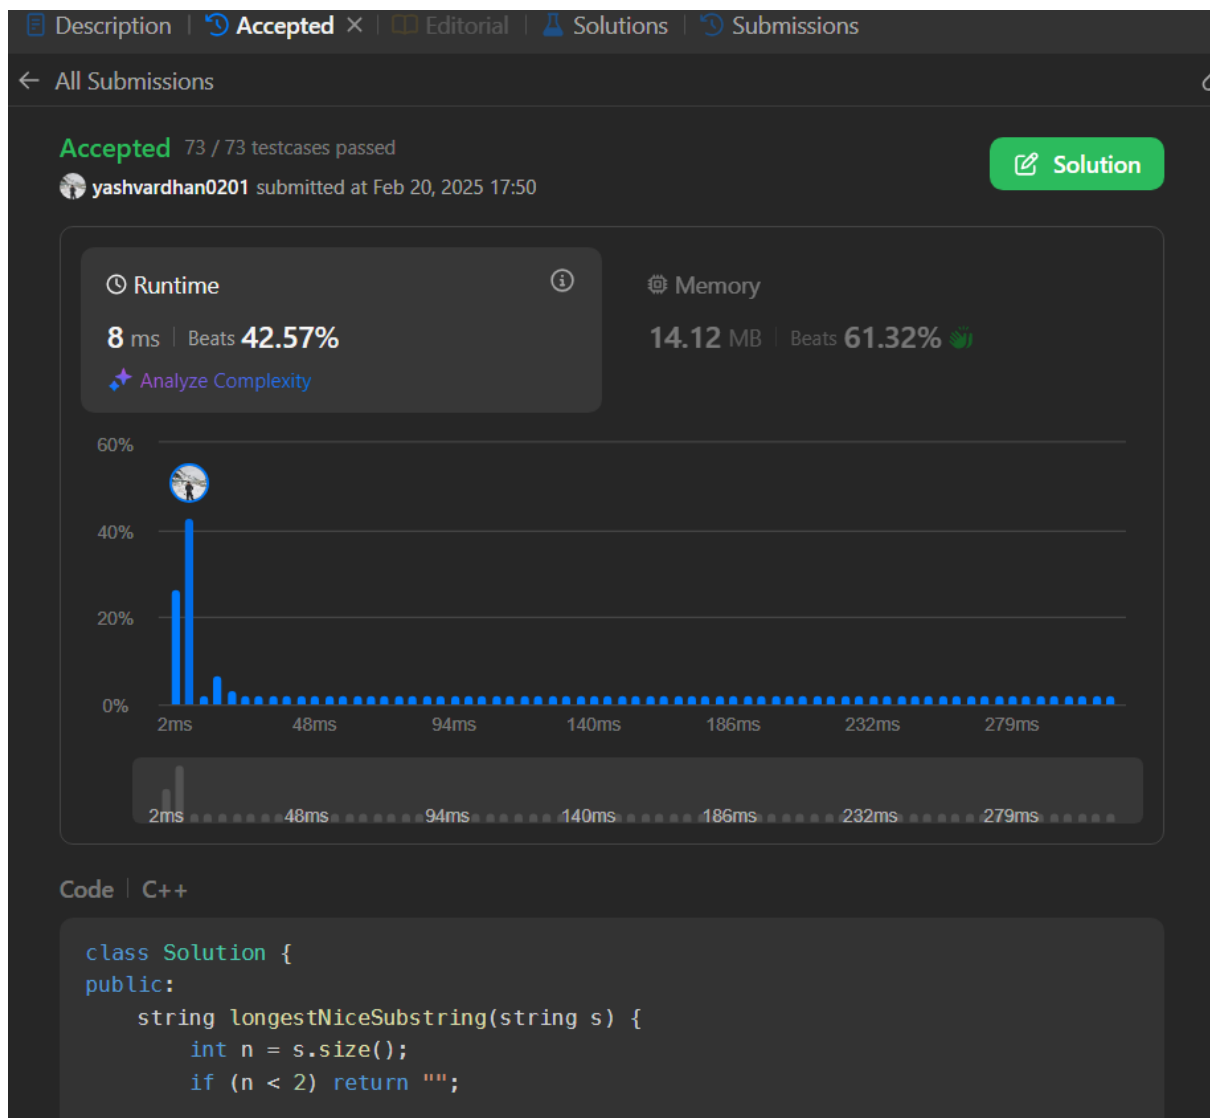 Description | Accepted × | Editorial | Solutions | Submissions
← All Submissions
Accepted 73 / 73 testcases passed
yashvardhan0201 submitted at Feb 20, 2025 17:50
Solution
Runtime
8 ms | Beats 42.57%
Analyze Complexity
Memory
14.12 MB | Beats 61.32%
60%
40%
20%
0%
2ms 48ms 94ms 140ms 186ms 232ms 279ms
2ms 48ms 94ms 140ms 186ms 232ms 279ms
Code | C++
class Solution {
public:
    string longestNiceSubstring(string s) {
        int n = s.size();
        if (n < 2) return "";